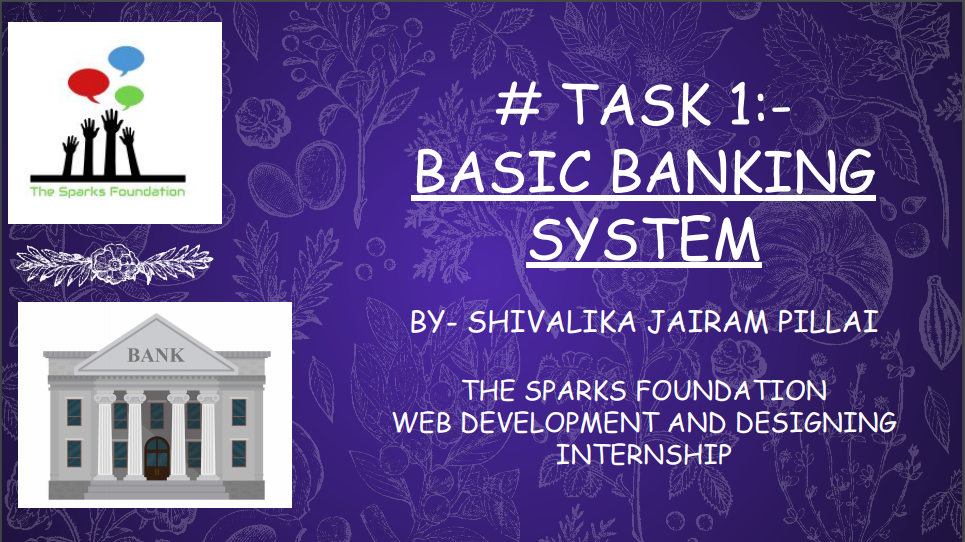 The Sparks Foundation
BANK
# TASK 1:-
BASIC BANKING
SYSTEM
BY- SHIVALIKA JAIRAM PILLAI
THE SPARKS FOUNDATION
WEB DEVELOPMENT AND DESIGNING
INTERNSHIP